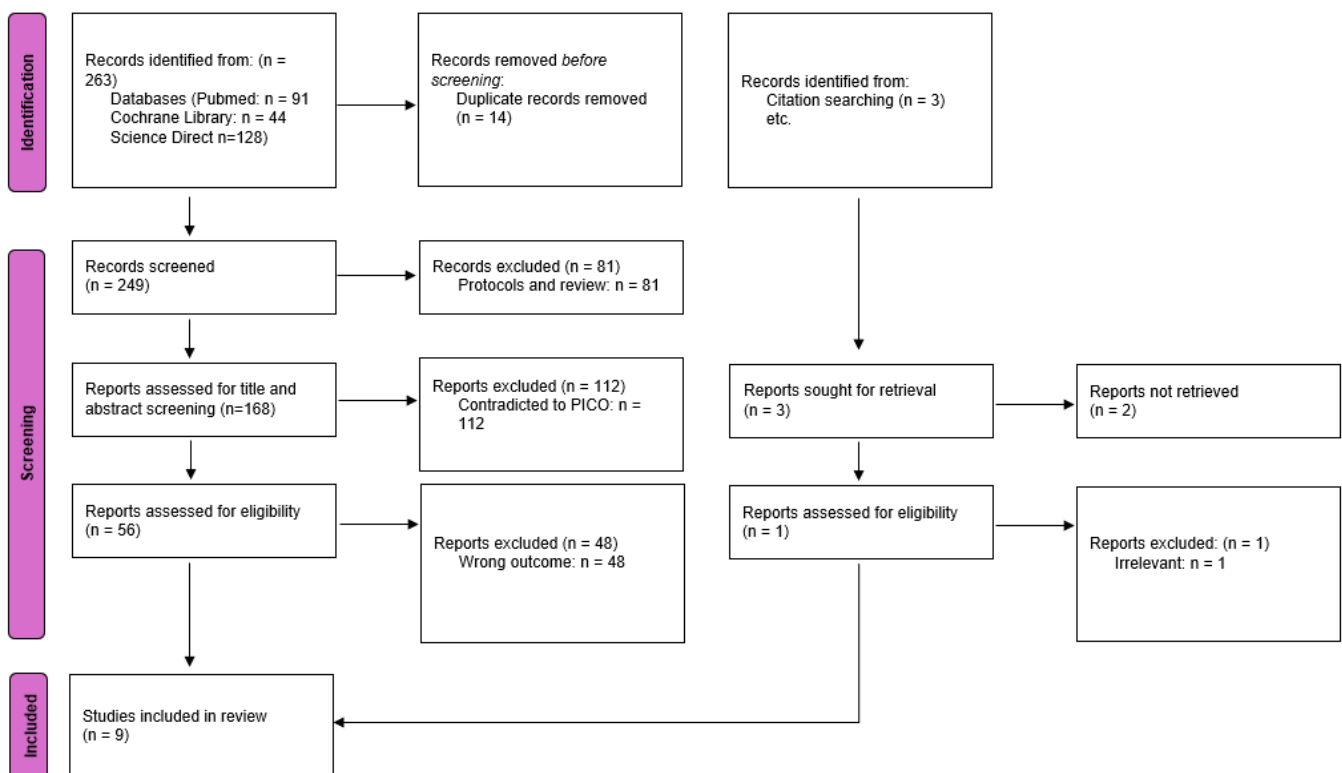 Identification
Records identified from: (n =
263)
Databases (Pubmed: n = 91
Cochrane Library: n = 44
Science Direct n=128)
Records removed before
screening:
Duplicate records removed
(n = 14)
Records identified from:
Citation searching (n = 3)
etc.
Screening
Records screened
(n = 249)
Records excluded (n = 81)
Protocols and review: n = 81
Reports assessed for title and
abstract screening (n=168)
Reports excluded (n = 112)
Contradicted to PICO: n =
112
Reports sought for retrieval
(n = 3)
Reports not retrieved
(n = 2)
Reports assessed for eligibility
(n = 56)
Reports excluded (n = 48)
Wrong outcome: n = 48
Reports assessed for eligibility
(n = 1)
Reports excluded: (n = 1)
Irrelevant: n = 1
Included
Studies included in review
(n = 9)